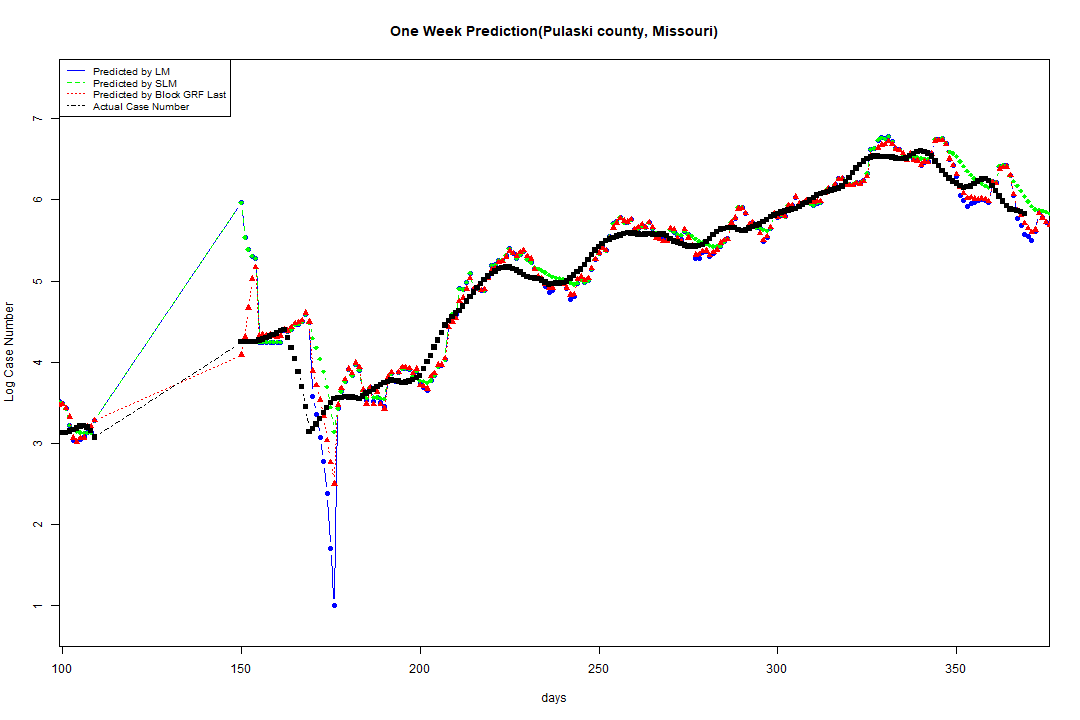 One Week Prediction(Pulaski county, Missouri)
Predicted by LM
Predicted by SLM
Predicted by Block GRF Last
Actual Case Number
7
6
5
4
3
2
1
Log Case Number
100 150 200 250 300 350
days